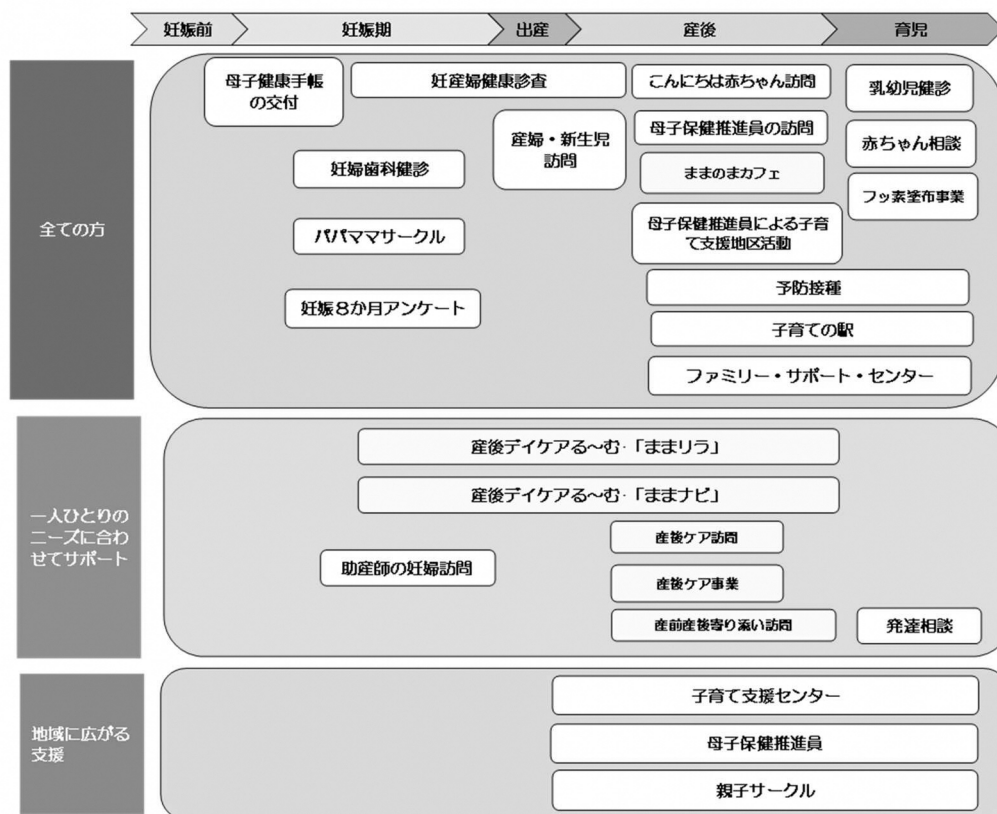 妊娠前
妊娠期
出産
産後
育児
全ての方
母子健康手帳
の交付
妊産婦健康診査
こんにちは赤ちゃん訪問
乳幼児健診
産婦・新生児
訪問
母子保健推進員の訪問
赤ちゃん相談
妊婦歯科健診
ままのまカフェ
フッ素塗布事業
パパママサークル
母子保健推進員による子育
て支援地区活動
妊娠8か月アンケート
予防接種
子育ての駅
ファミリー・サポート・センター
一人ひとりの
ニーズに合わ
せてサポート
産後デイケアる～む・「ままリラ」
産後デイケアる～む・「ままナビ」
産後ケア訪問
助産師の妊婦訪問
産後ケア事業
産前産後寄り添い訪問
発達相談
地域に広がる
支援
子育て支援センター
母子保健推進員
親子サークル